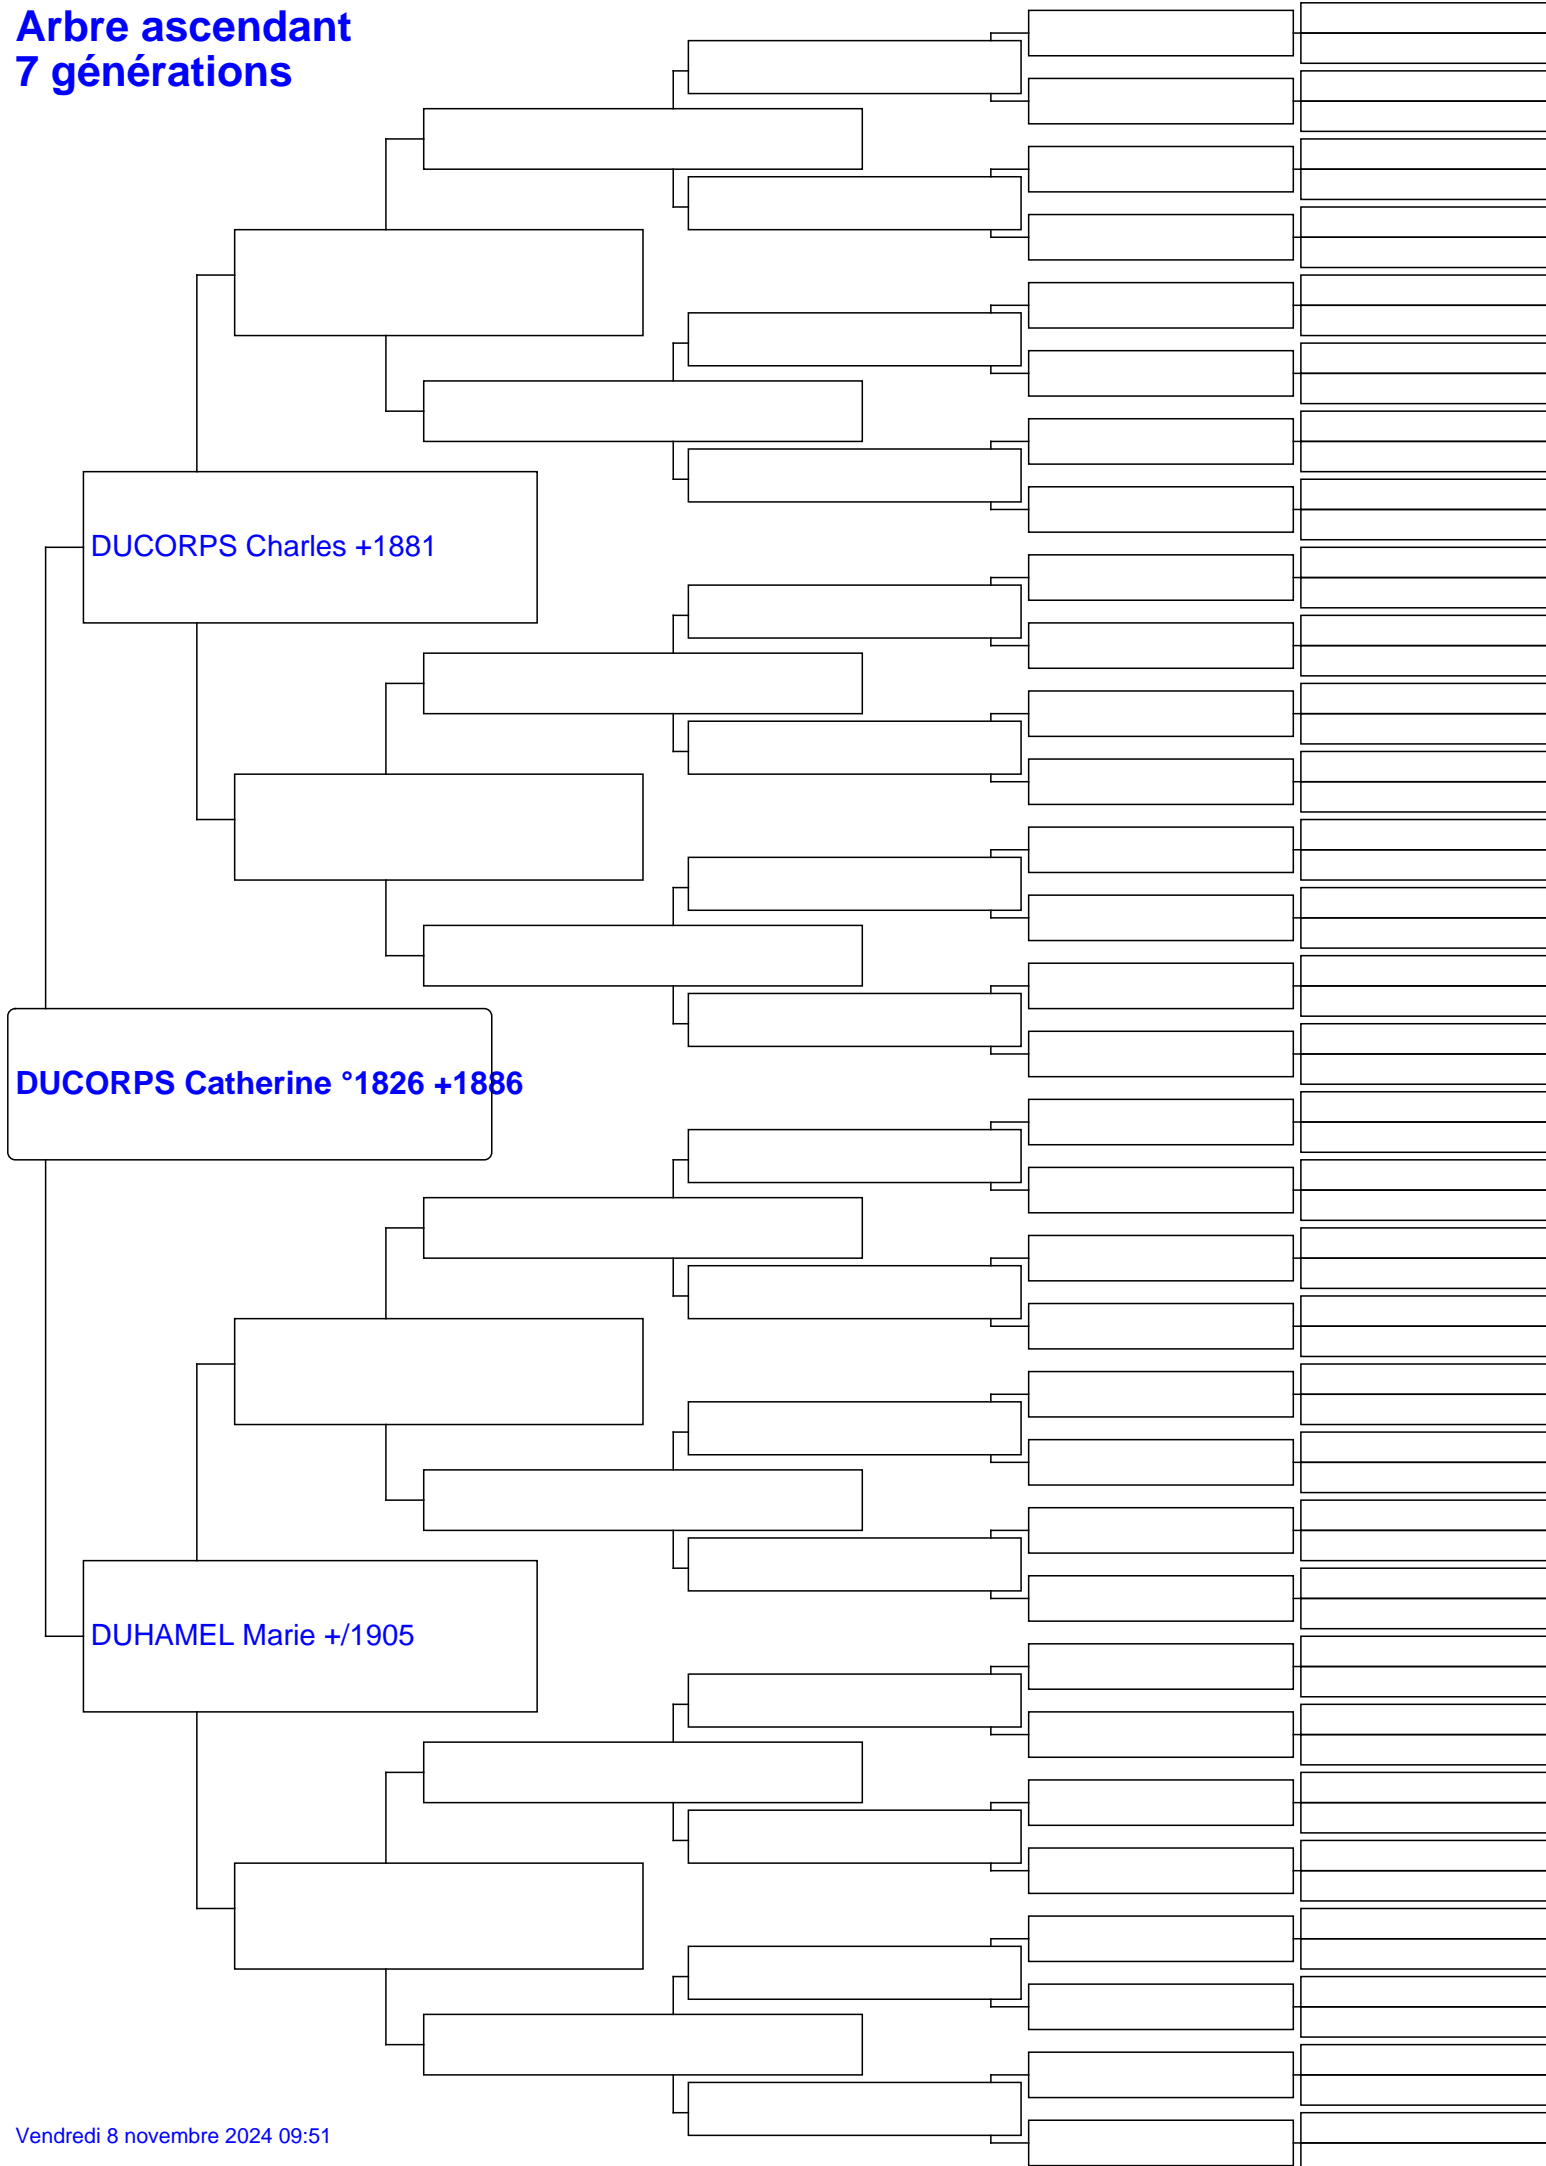 Arbre ascendant
7 générations
DUCORPS Charles +1881
DUCORPS Catherine °1826 +1886
DUHAMEL Marie +/1905
Vendredi 8 novembre 2024 09:51